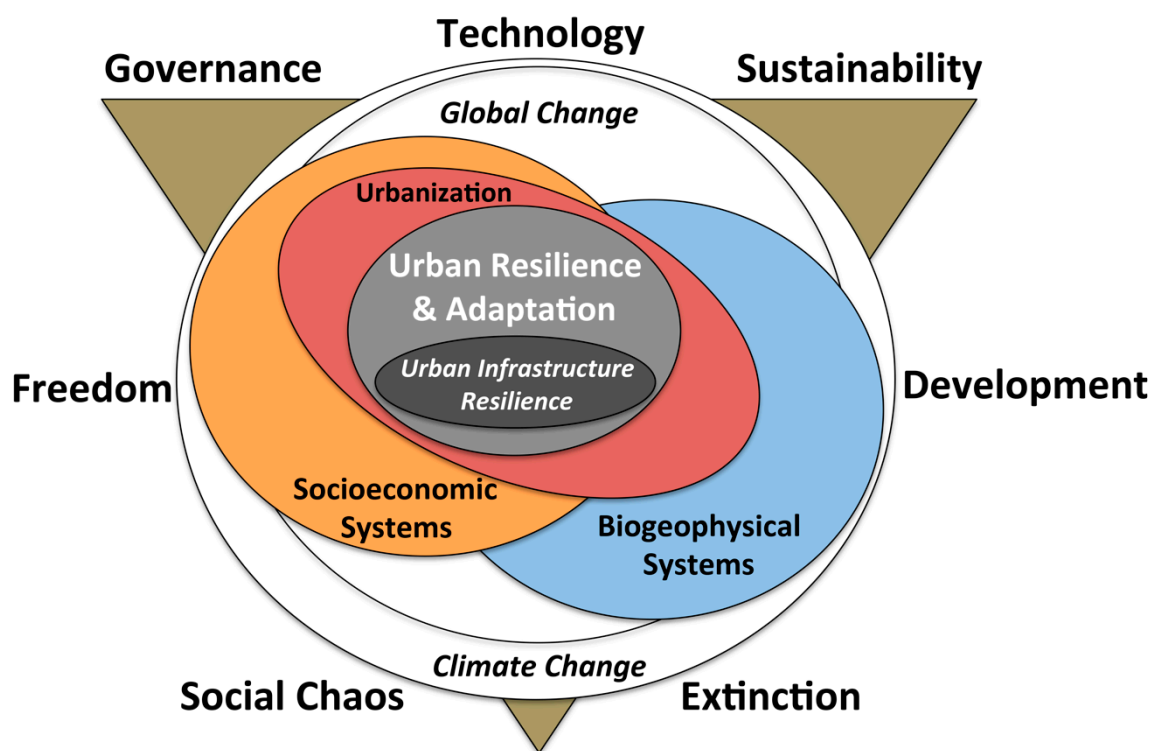 Technology
Governance
Sustainability
Global Change
Urbanization
Urban Resilience
& Adaptation
Urban Infrastructure
Resilience
Freedom
Development
Socioeconomic
Systems
Biogeophysical
Systems
Climate Change
Social Chaos
Extinction